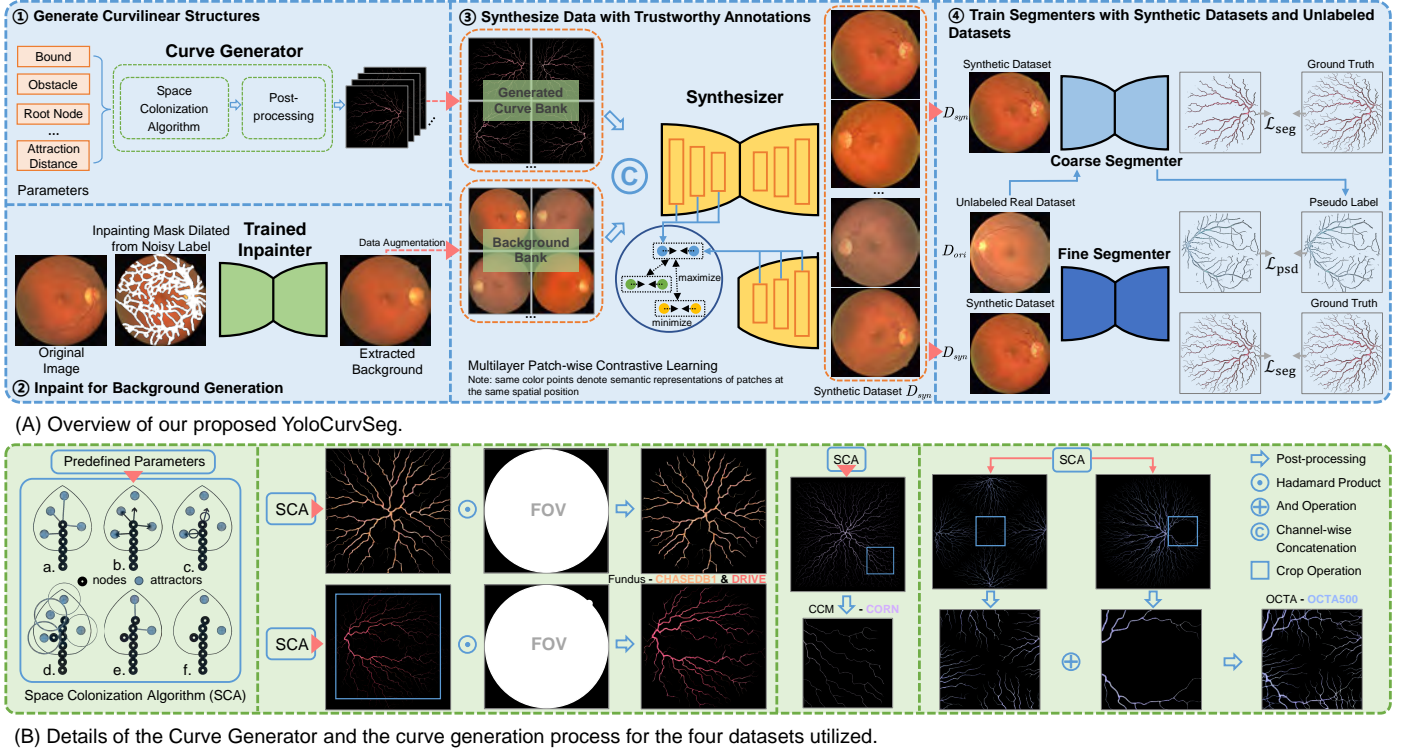 ① Generate Curvilinear Structures
Bound
Obstacle
Root Node
...
Attraction
Distance
Parameters
Curve Generator
Space
Colonization
Algorithm
Post-
processing
...
Inpainting Mask Dilated
from Noisy Label
Trained
Inpainter
Data Augmentation
Original
Image
Extracted
Background
② Inpaint for Background Generation
③ Synthesize Data with Trustworthy Annotations
Generated
Curve Bank
...
Background
Bank
...
C
Synthesizer
maximize
minimize
Multilayer Patch-wise Contrastive Learning
Note: same color points denote semantic representations of patches at
the same spatial position
...
Synthetic Dataset D_syn
④ Train Segmenters with Synthetic Datasets and Unlabeled
Datasets
Synthetic Dataset
Ground Truth
D_syn
L_seg
Coarse Segmenter
Unlabeled Real Dataset
Pseudo Label
D_ori
Fine Segmenter
L_psd
Synthetic Dataset
Ground Truth
D_syn
L_seg
(A) Overview of our proposed YoloCurvSeg.
Predefined Parameters
a.
b.
c.
nodes
attractors
d.
e.
f.
Space Colonization Algorithm (SCA)
SCA
FOV
Fundus - CHASEDB1 & DRIVE
SCA
FOV
SCA
CCM - CORN
SCA
OCTA - OCTA500
Post-processing
Hadamard Product
And Operation
C
Channel-wise
Concatenation
Crop Operation
(B) Details of the Curve Generator and the curve generation process for the four datasets utilized.